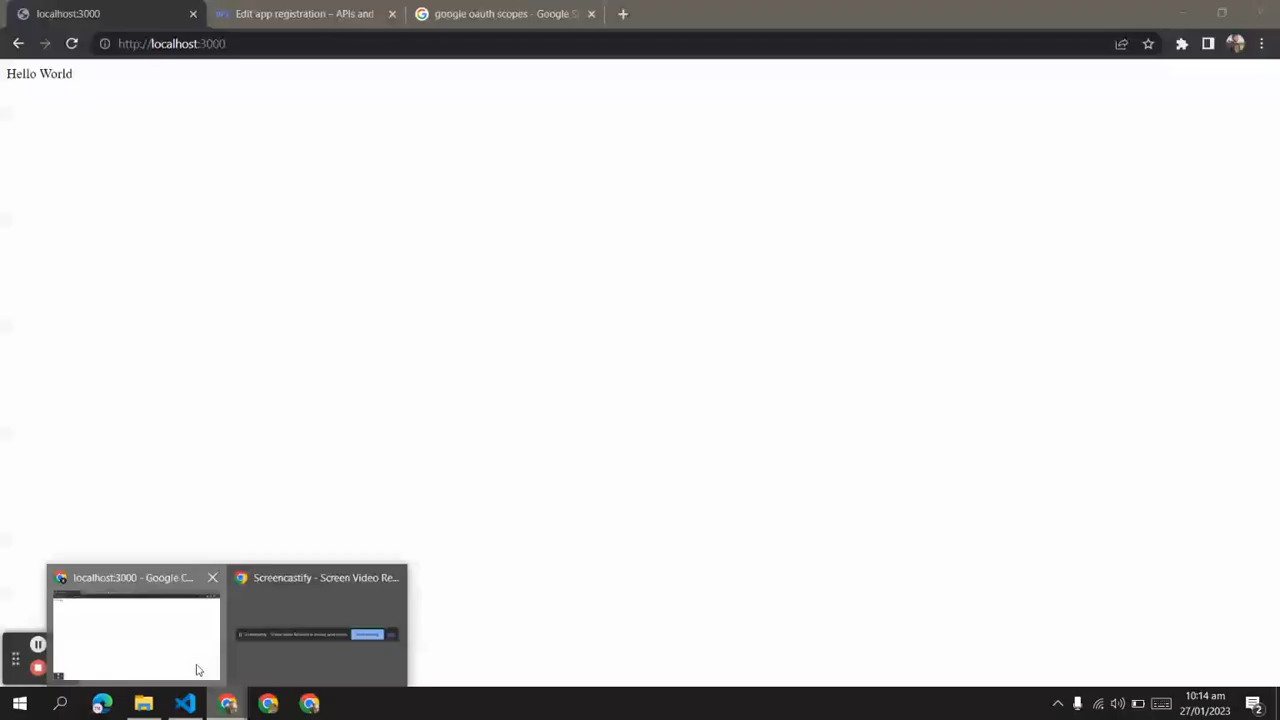 localhost:3000
Edit app registration – APIs and
google oauth scopes - Google S
http://localhost:3000
Hello World
localhost:3000 - Google C...
Screencastify - Screen Video Re...
10:14 am
27/01/2023
2